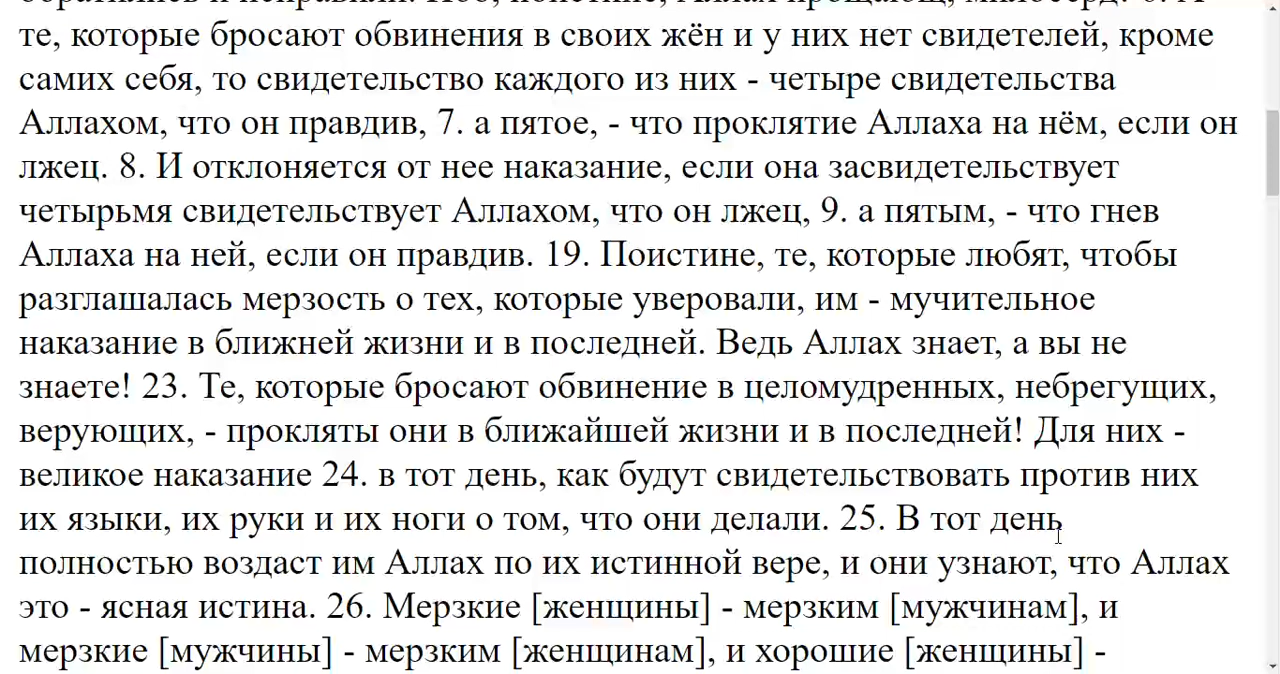 те, которые бросают обвинения в своих жён и у них нет свидетелей, кроме
самих себя, то свидетельство каждого из них - четыре свидетельства
Аллахом, что он правдив, 7. а пятое, - что проклятие Аллаха на нём, если он
лжец. 8. И отклоняется от нее наказание, если она засвидетельствует
четырьмя свидетельствует Аллахом, что он лжец, 9. а пятым, - что гнев
Аллаха на ней, если он правдив. 19. Поистине, те, которые любят, чтобы
разглашалась мерзость о тех, которые уверовали, им - мучительное
наказание в ближней жизни и в последней. Ведь Аллах знает, а вы не
знаете! 23. Те, которые бросают обвинение в целомудренных, небрегущих,
верующих, - прокляты они в ближайшей жизни и в последней! Для них -
великое наказание 24. в тот день, как будут свидетельствовать против них
их языки, их руки и их ноги о том, что они делали. 25. В тот день
полностью воздаст им Аллах по их истинной вере, и они узнают, что Аллах
это - ясная истина. 26. Мерзкие [женщины] - мерзким [мужчинам], и
мерзкие [мужчины] - мерзким [женщинам], и хорошие [женщины] -